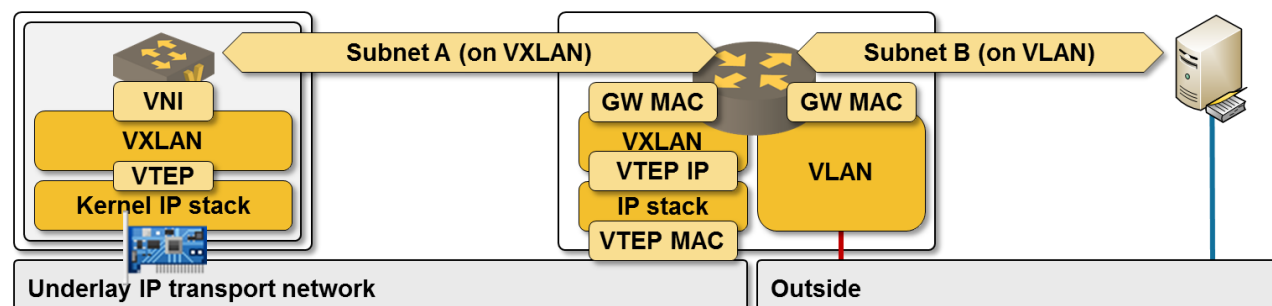 Subnet A (on VXLAN)
Subnet B (on VLAN)
VNI
GW MAC
GW MAC
VXLAN
VXLAN
VTEP
VTEP IP
VLAN
Kernel IP stack
IP stack
VTEP MAC
Underlay IP transport network
Outside